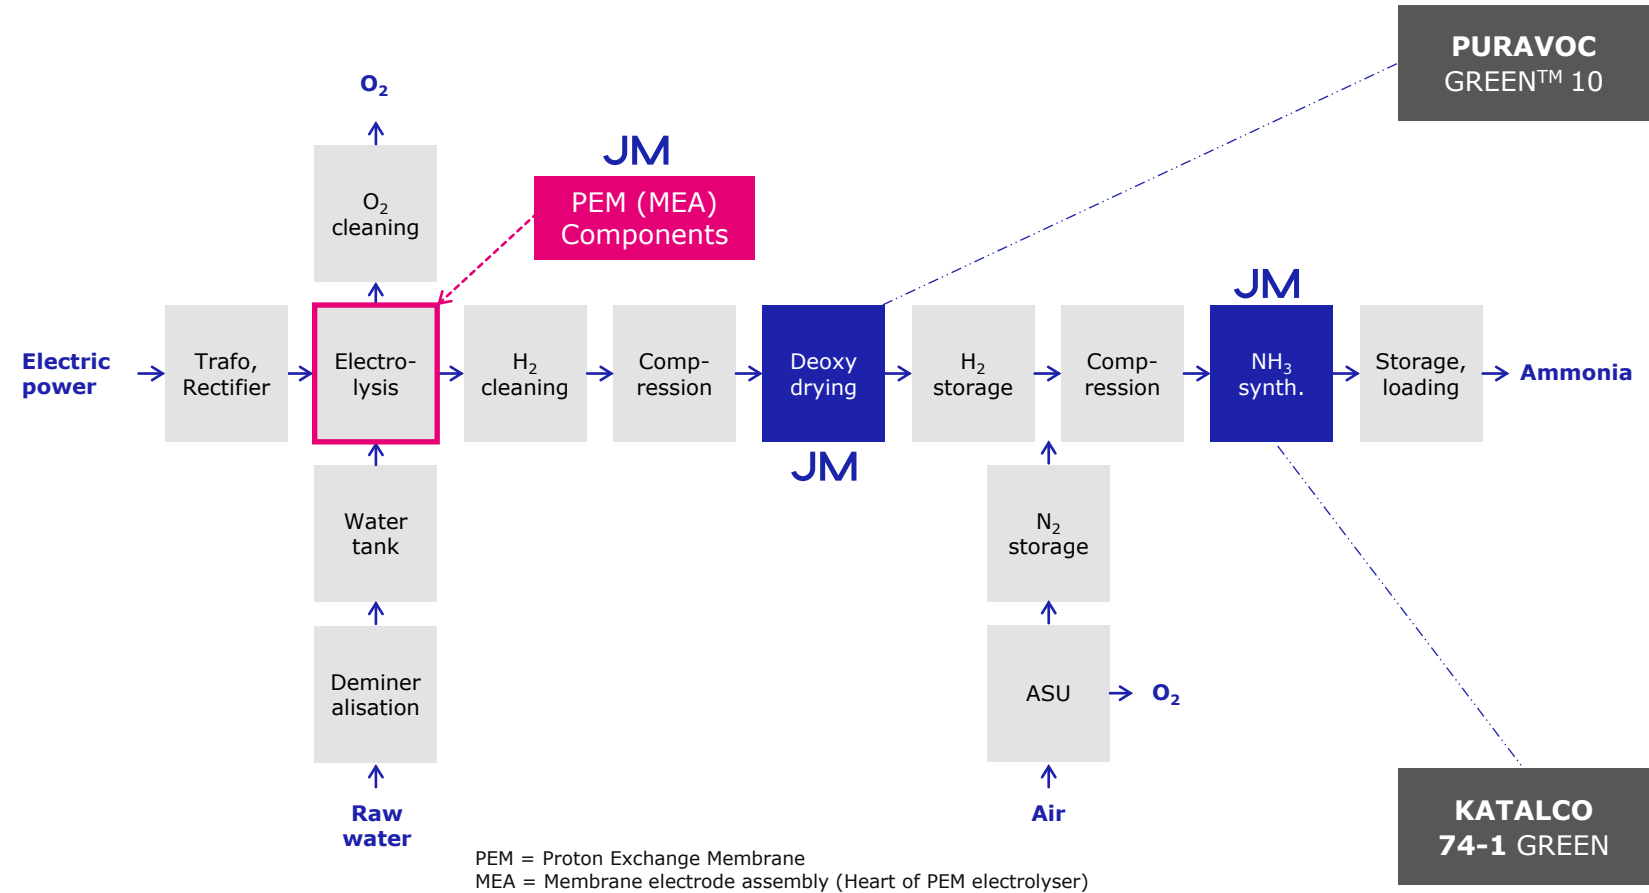 PURAVOC
GREEN™ 10
O₂
JM
O₂
cleaning
PEM (MEA)
Components
JM
Electric
power
Trafo,
Rectifier
Electro-
lysis
H₂
cleaning
Comp-
ression
Deoxy
drying
H₂
storage
Comp-
ression
NH₃
synth.
Storage,
loading
Ammonia
JM
Water
tank
N₂
storage
Deminer
alisation
ASU
O₂
Raw
water
Air
KATALCO
74-1 GREEN
PEM = Proton Exchange Membrane
MEA = Membrane electrode assembly (Heart of PEM electrolyser)